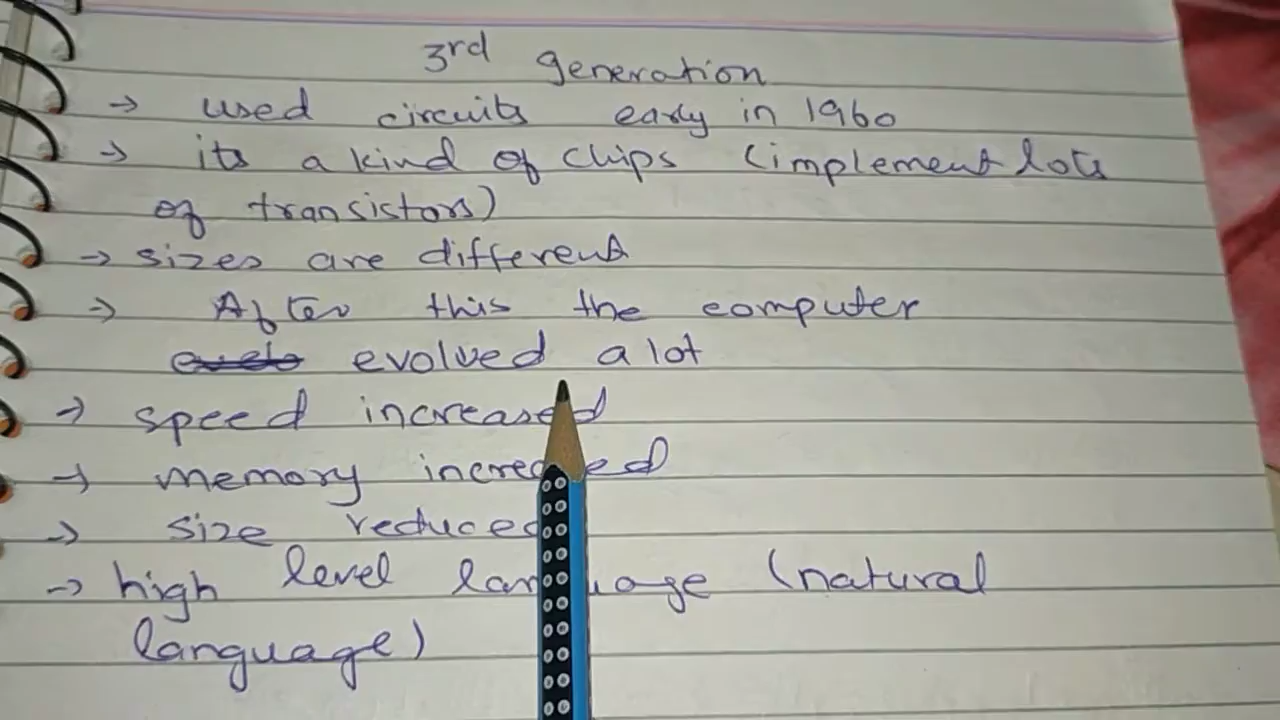 3rd generation
→ used circuits early in 1960
→ its a kind of chips (implement lots
of transistors)
→ sizes are different
→ After this the computer
evolved a lot
→ speed increased
→ memory increased
→ size reduced
→ high level language (natural
language)